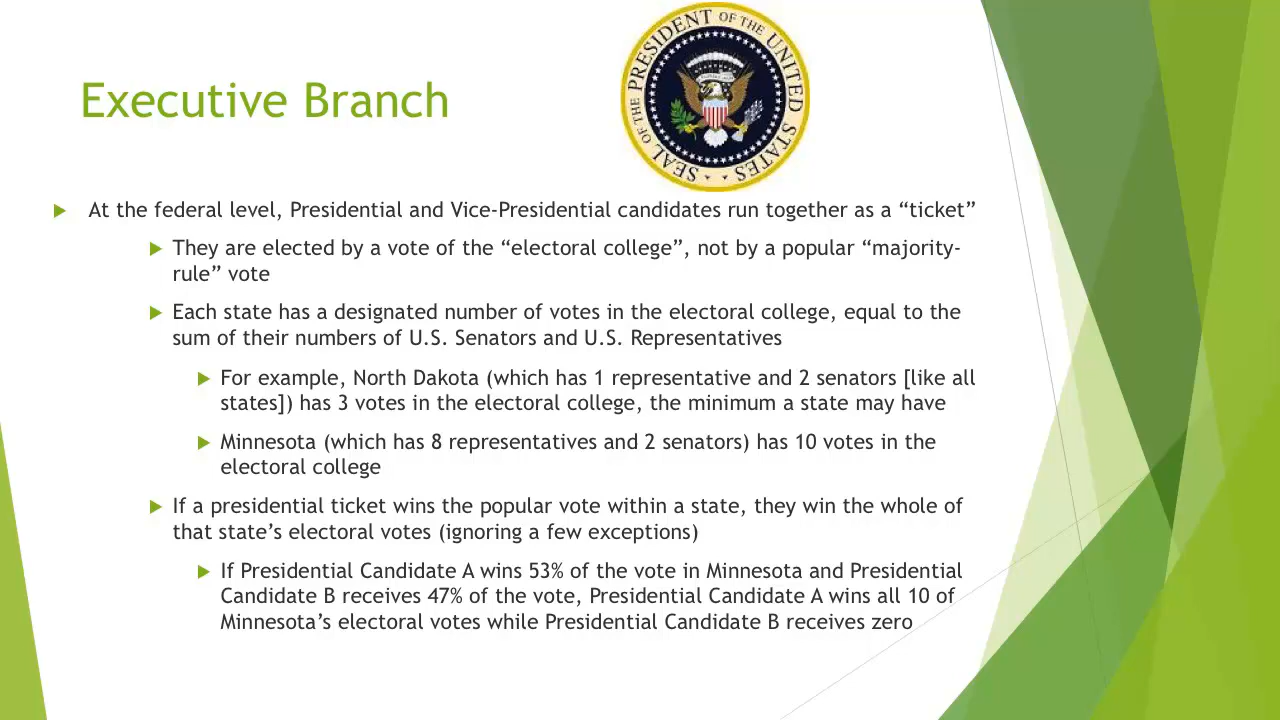 Executive Branch
SEAL OF THE PRESIDENT OF THE UNITED STATES
At the federal level, Presidential and Vice-Presidential candidates run together as a “ticket”
They are elected by a vote of the “electoral college”, not by a popular “majority-
rule” vote
Each state has a designated number of votes in the electoral college, equal to the
sum of their numbers of U.S. Senators and U.S. Representatives
For example, North Dakota (which has 1 representative and 2 senators [like all
states]) has 3 votes in the electoral college, the minimum a state may have
Minnesota (which has 8 representatives and 2 senators) has 10 votes in the
electoral college
If a presidential ticket wins the popular vote within a state, they win the whole of
that state’s electoral votes (ignoring a few exceptions)
If Presidential Candidate A wins 53% of the vote in Minnesota and Presidential
Candidate B receives 47% of the vote, Presidential Candidate A wins all 10 of
Minnesota’s electoral votes while Presidential Candidate B receives zero